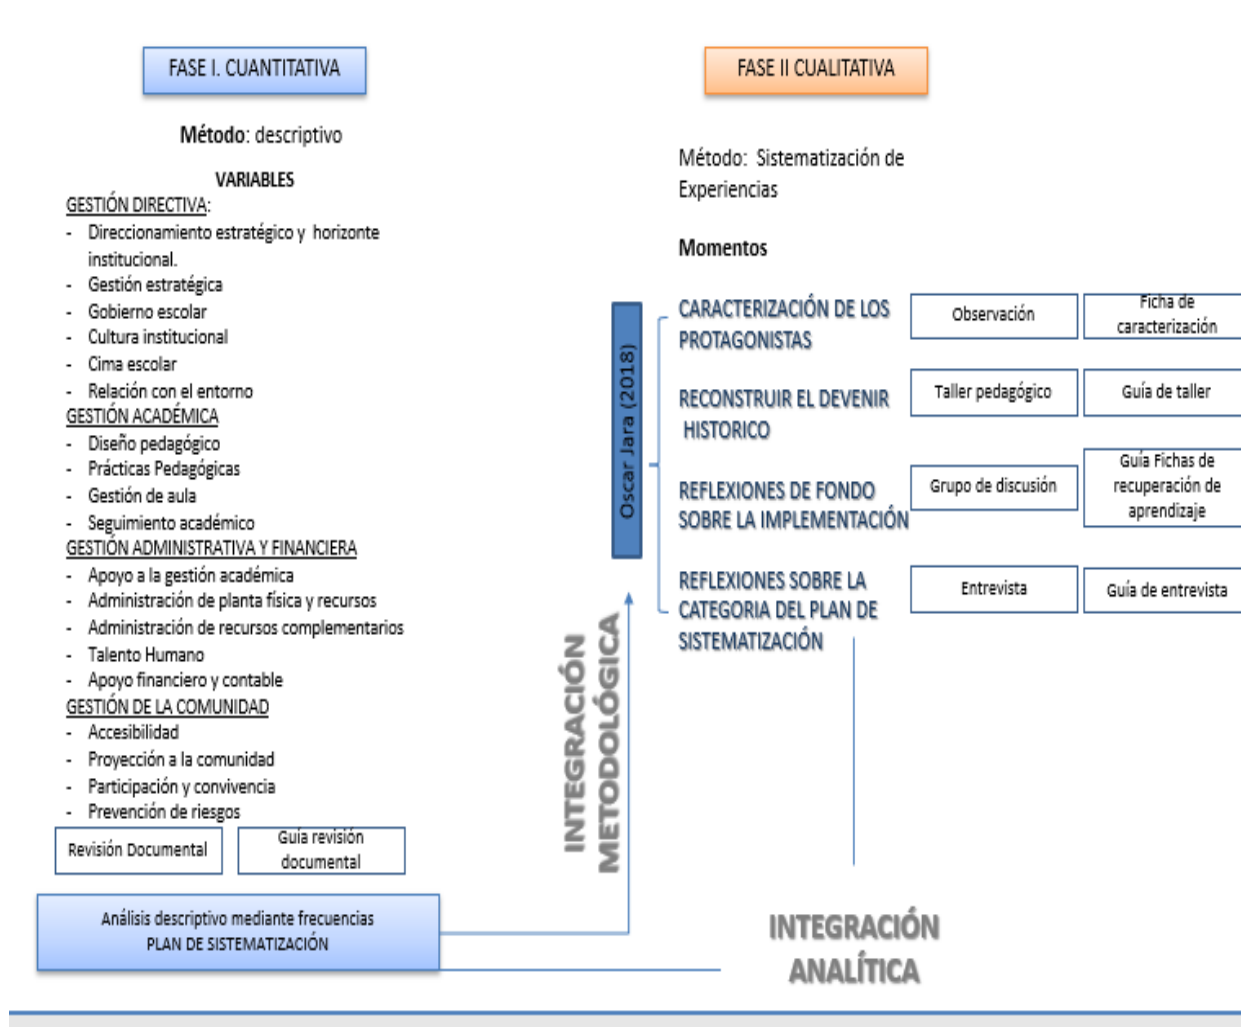 FASE I. CUANTITATIVA
Método: descriptivo
VARIABLES
GESTIÓN DIRECTIVA:
- Direccionamiento estratégico y horizonte
institucional.
- Gestión estratégica
- Gobierno escolar
- Cultura institucional
- Cima escolar
- Relación con el entorno
GESTIÓN ACADÉMICA
- Diseño pedagógico
- Prácticas Pedagógicas
- Gestión de aula
- Seguimiento académico
GESTIÓN ADMINISTRATIVA Y FINANCIERA
- Apoyo a la gestión académica
- Administración de planta física y recursos
- Administración de recursos complementarios
- Talento Humano
- Apoyo financiero y contable
GESTIÓN DE LA COMUNIDAD
- Accesibilidad
- Proyección a la comunidad
- Participación y convivencia
- Prevención de riesgos
Revisión Documental
Guía revisión
documental
Análisis descriptivo mediante frecuencias
PLAN DE SISTEMATIZACIÓN
INTEGRACIÓN
METODOLÓGICA
FASE II CUALITATIVA
Método: Sistematización de
Experiencias
Momentos
Oscar Jara (2018)
CARACTERIZACIÓN DE LOS
PROTAGONISTAS
Observación
Ficha de
caracterización
RECONSTRUIR EL DEVENIR
HISTORICO
Taller pedagógico
Guía de taller
REFLEXIONES DE FONDO
SOBRE LA IMPLEMENTACIÓN
Grupo de discusión
Guía Fichas de
recuperación de
aprendizaje
REFLEXIONES SOBRE LA
CATEGORIA DEL PLAN DE
SISTEMATIZACIÓN
Entrevista
Guía de entrevista
INTEGRACIÓN
ANALÍTICA